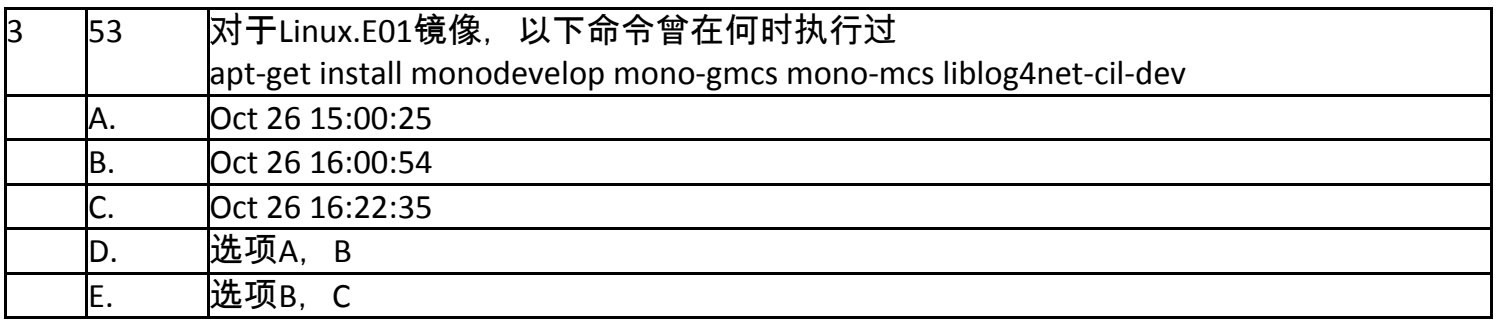 3 53 对于Linux.E01镜像，以下命令曾在何时执行过
apt-get install monodevelop mono-gmcs mono-mcs liblog4net-cil-dev
A. Oct 26 15:00:25
B. Oct 26 16:00:54
C. Oct 26 16:22:35
D. 选项A，B
E. 选项B，C